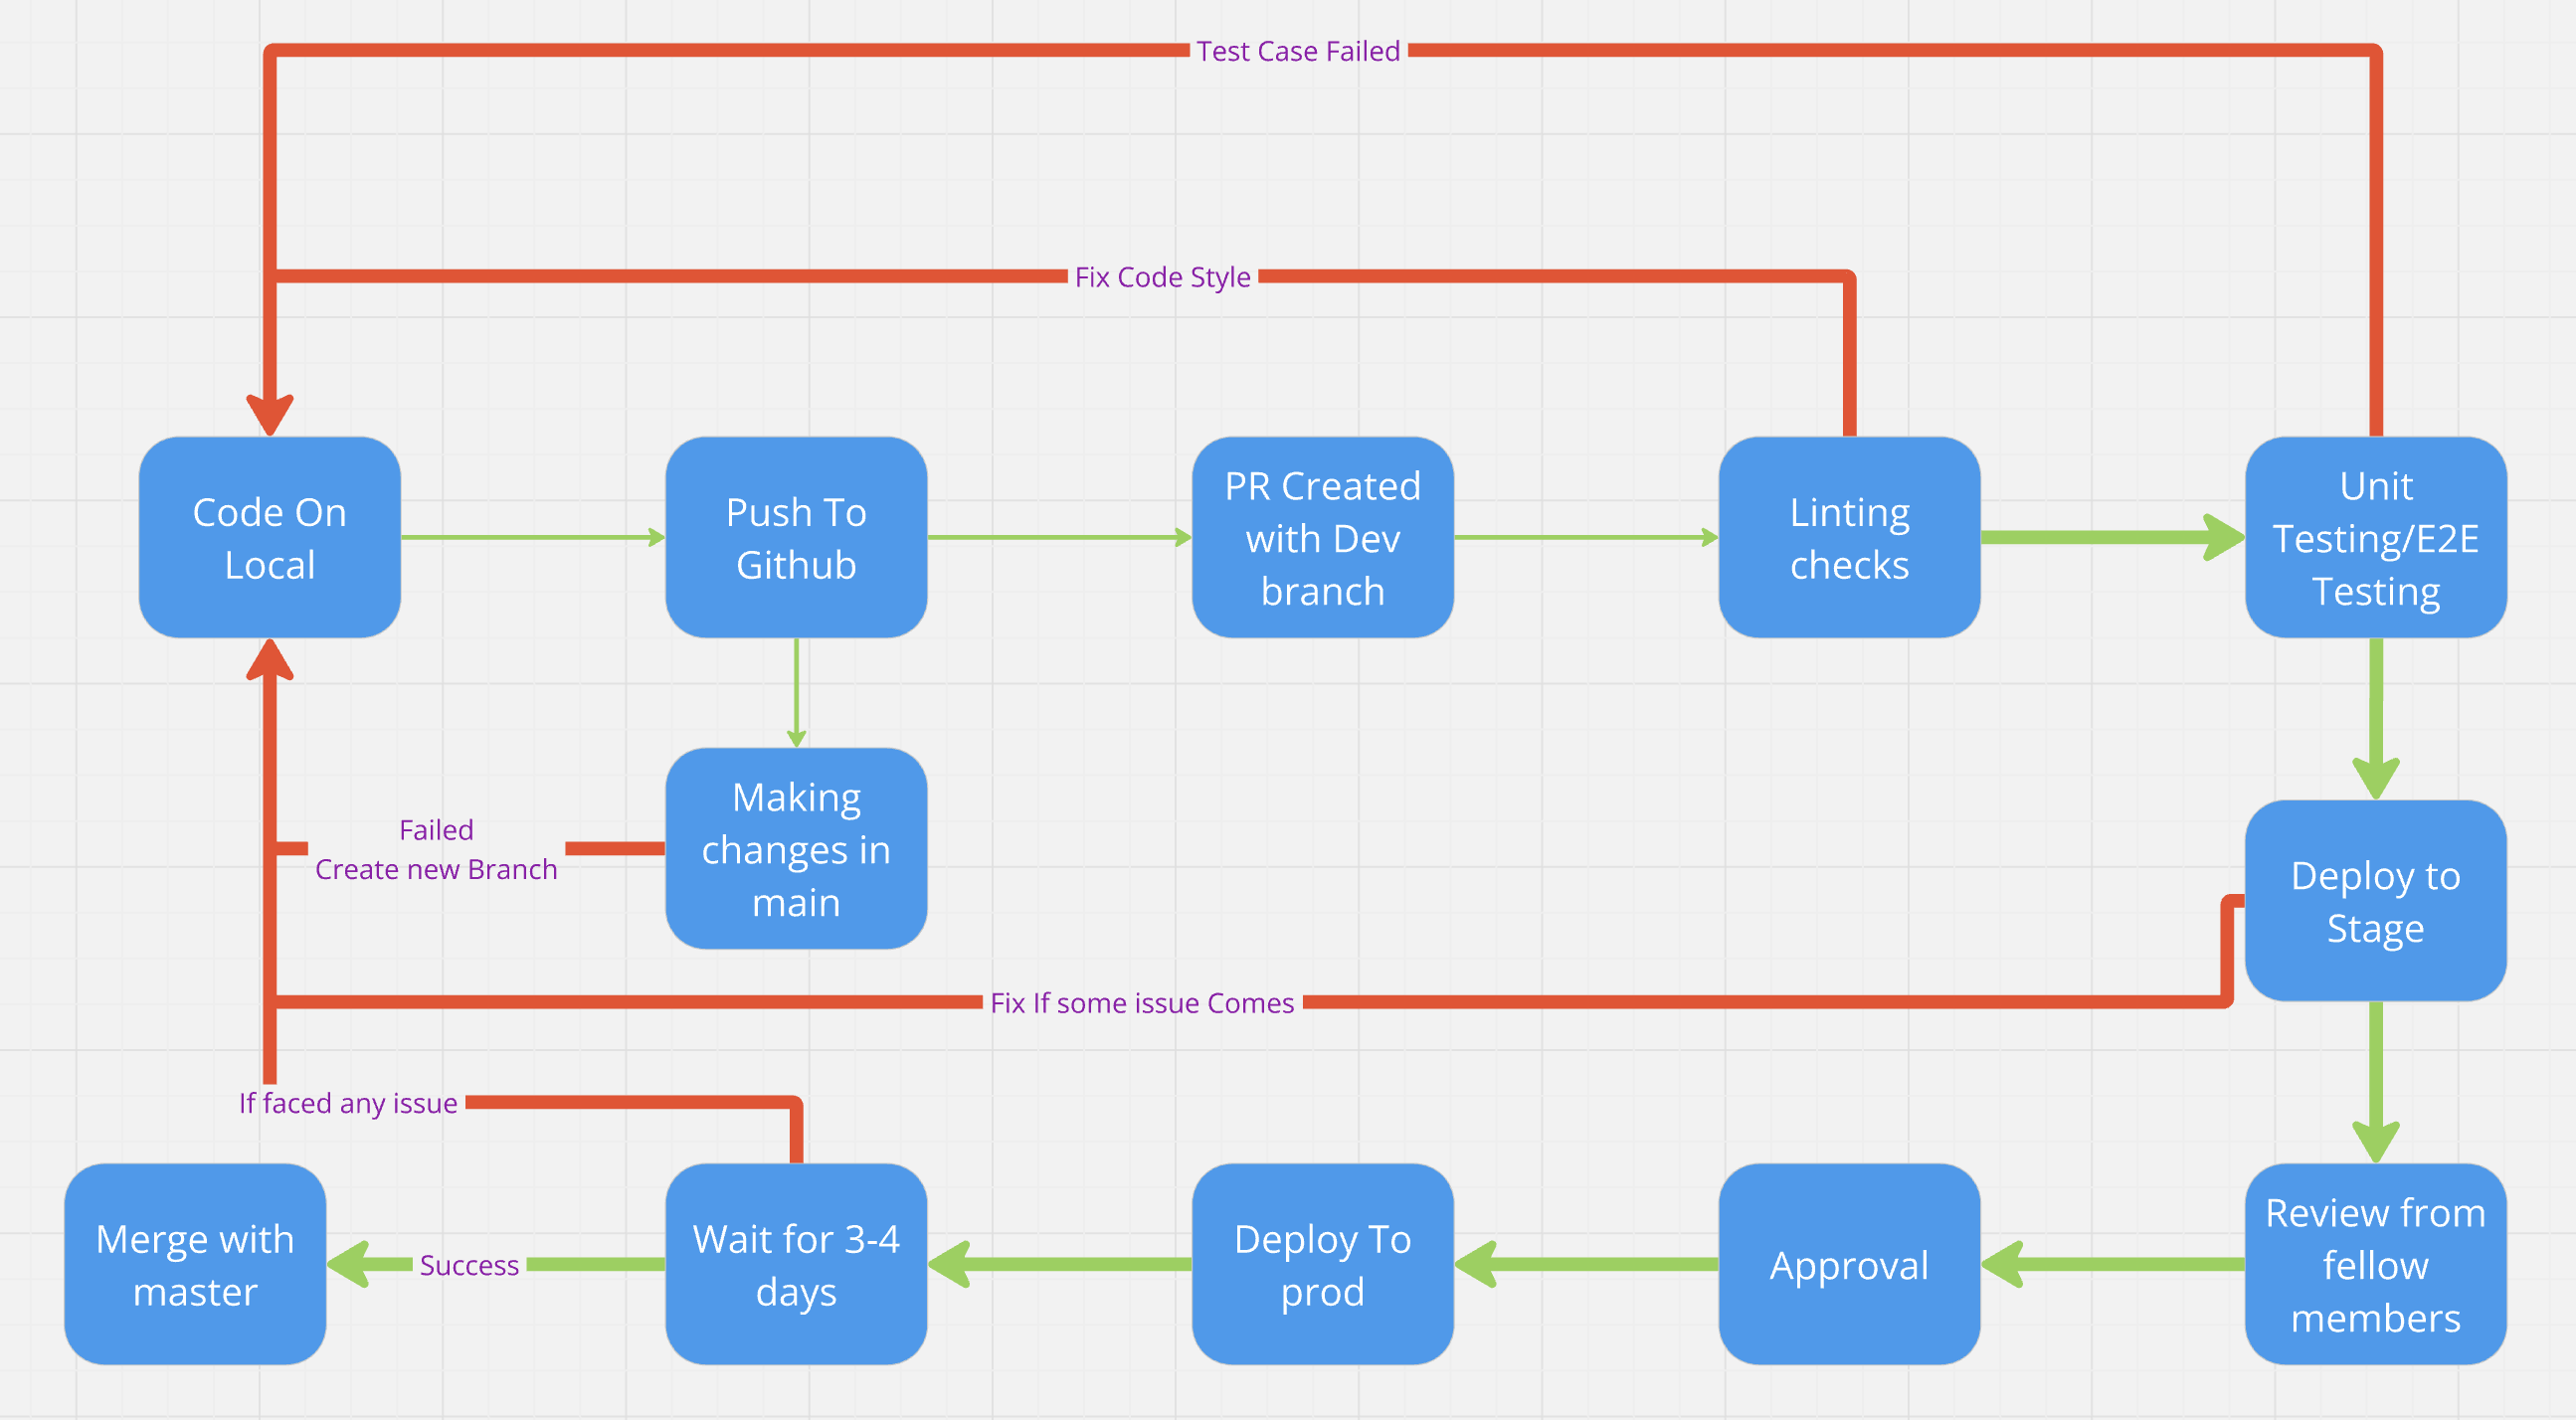 Test Case Failed
Fix Code Style
Code On
Local
Push To
Github
PR Created
with Dev
branch
Linting
checks
Unit
Testing/E2E
Testing
Making
changes in
main
Failed
Create new Branch
Deploy to
Stage
Fix If some issue Comes
If faced any issue
Merge with
master
Success
Wait for 3-4
days
Deploy To
prod
Approval
Review from
fellow
members